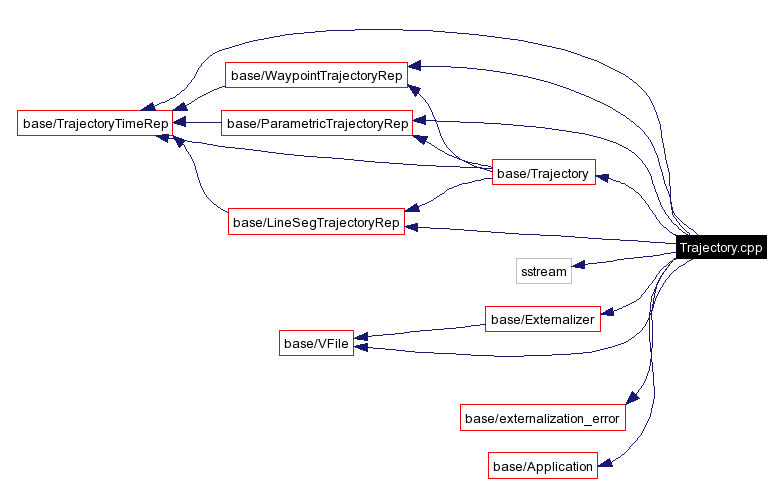 base/WaypointTrajectoryRep
base/TrajectoryTimeRep
base/ParametricTrajectoryRep
base/Trajectory
base/LineSegTrajectoryRep
Trajectory.cpp
sstream
base/Externalizer
base/VFile
base/externalization_error
base/Application